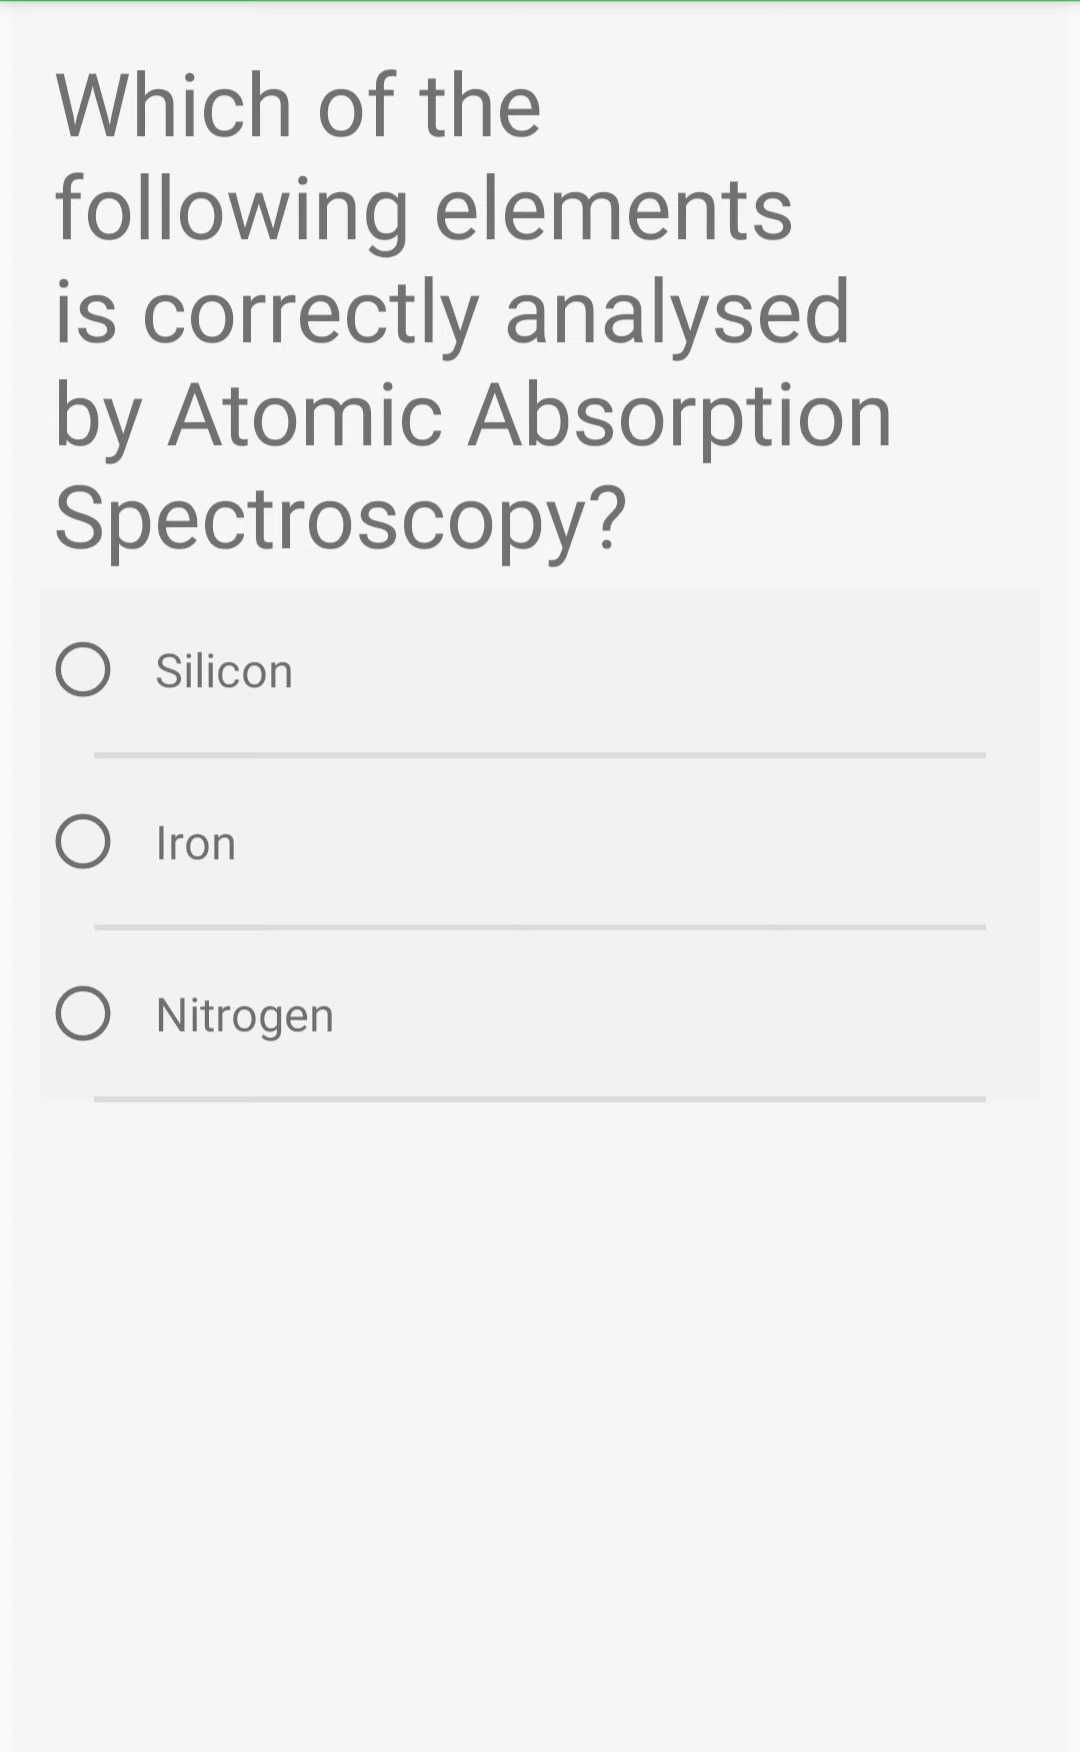 Which of the
following elements
is correctly analysed
by Atomic Absorption
Spectroscopy?
Silicon
Iron
Nitrogen